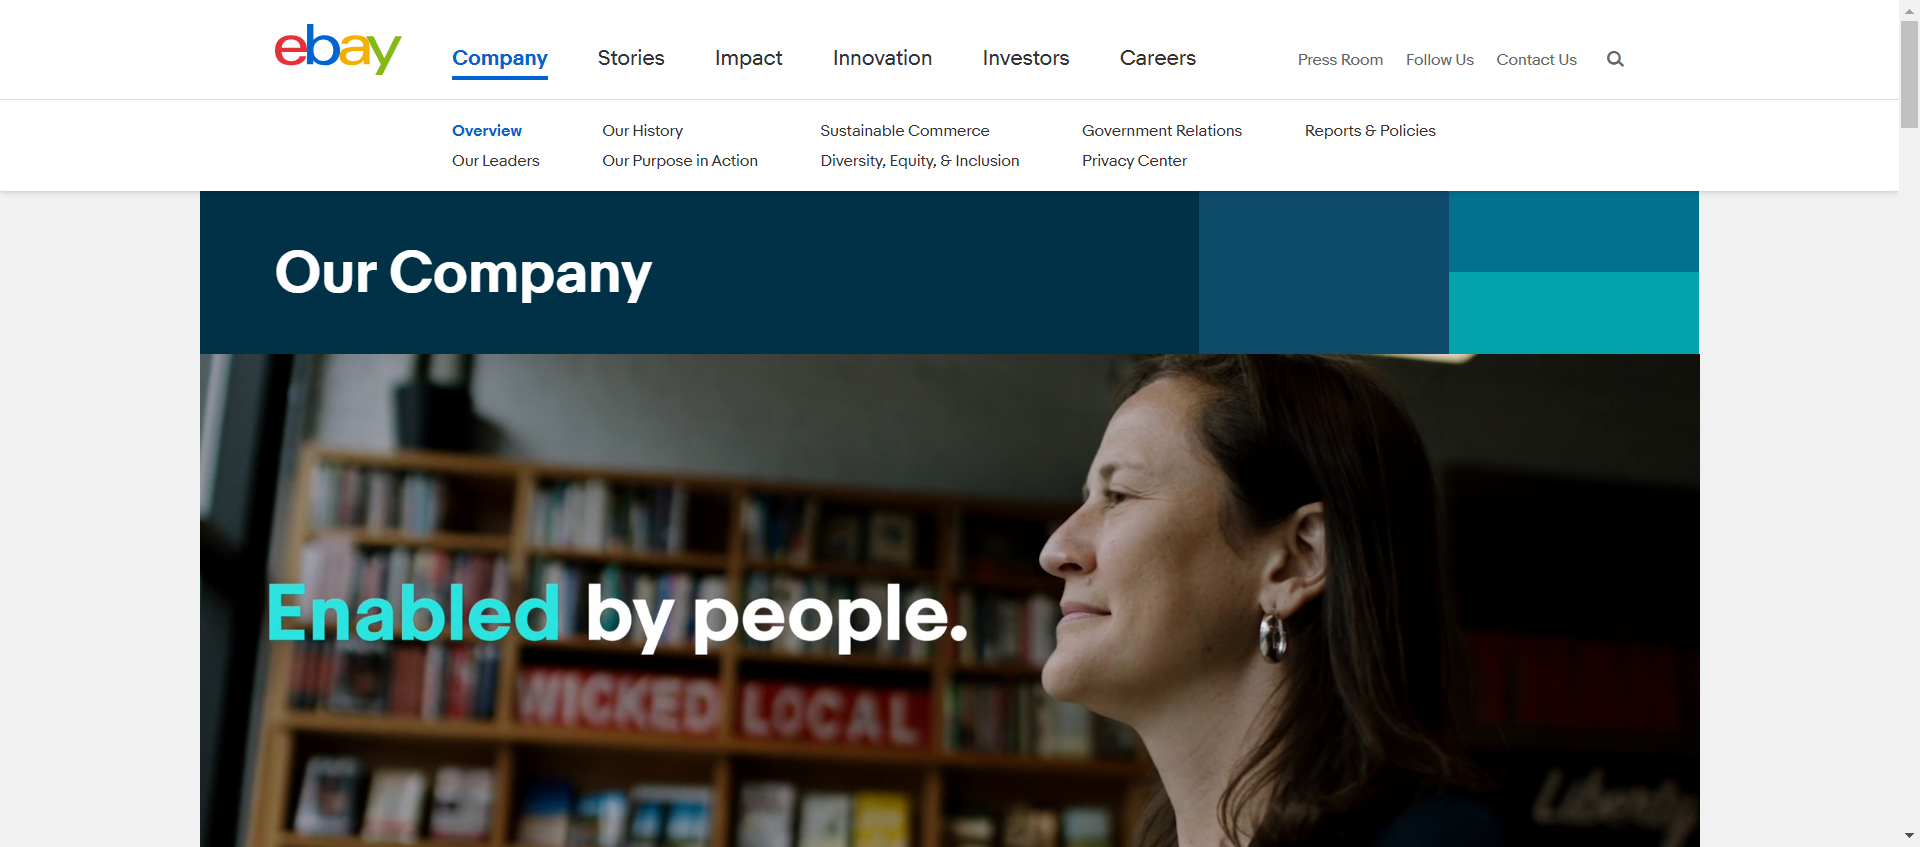 ebay
Company Stories Impact Innovation Investors Careers Press Room Follow Us Contact Us
Overview Our History Sustainable Commerce Government Relations Reports & Policies
Our Leaders Our Purpose in Action Diversity, Equity, & Inclusion Privacy Center
Our Company
Enabled by people.
WICKED LOCAL
Liberty